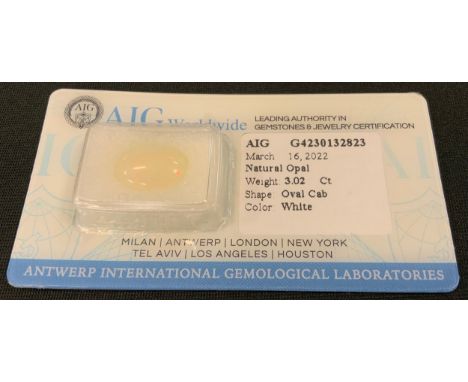 AIG
AIG Worldwide
LEADING AUTHORITY IN
GEMSTONES & JEWELRY CERTIFICATION
AIG G4230132823
March 16, 2022
Natural Opal
Weight: 3.02 Ct
Shape: Oval Cab
Color: White
MILAN | ANTWERP | LONDON | NEW YORK
TEL AVIV | LOS ANGELES | HOUSTON
ANTWERP INTERNATIONAL GEMOLOGICAL LABORATORIES